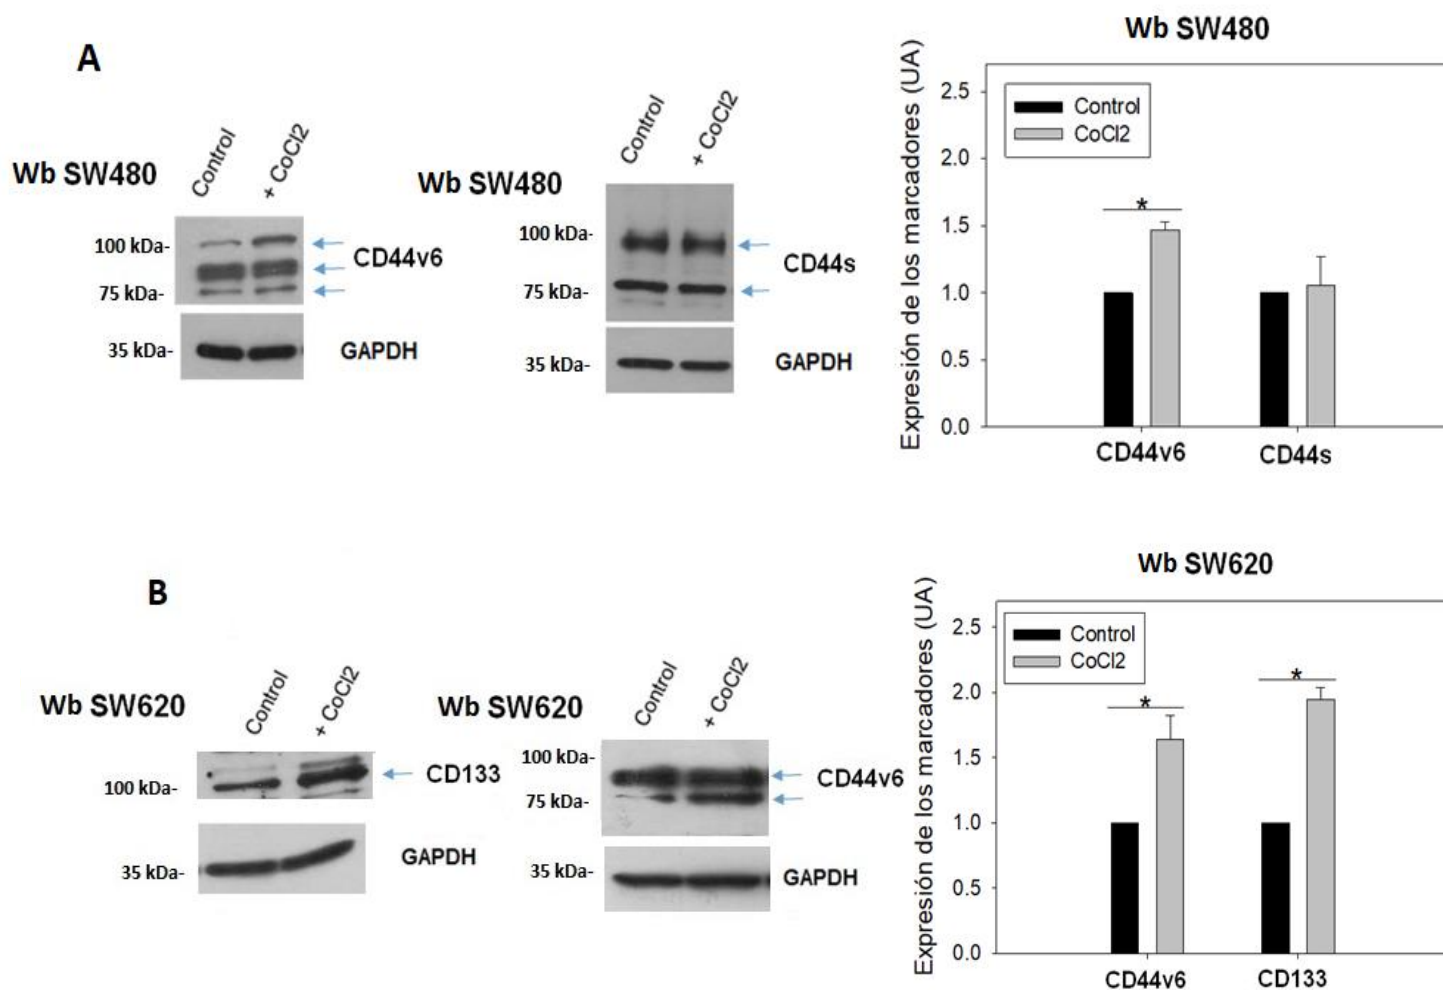 A
Wb SW480
Control
+ CoCl2
100 kDa-
75 kDa-
CD44v6
35 kDa-
GAPDH
Wb SW480
Control
+ CoCl2
100 kDa-
75 kDa-
CD44s
35 kDa-
GAPDH
Wb SW480
Expresión de los marcadores (UA)
2.5
2.0
1.5
1.0
0.5
0.0
Control
CoCl2
*
CD44v6
CD44s
B
Wb SW620
Control
+ CoCl2
100 kDa-
CD133
35 kDa-
GAPDH
Wb SW620
Control
+ CoCl2
100 kDa-
75 kDa-
CD44v6
35 kDa-
GAPDH
Wb SW620
Expresión de los marcadores (UA)
2.5
2.0
1.5
1.0
0.5
0.0
Control
CoCl2
*
*
CD44v6
CD133